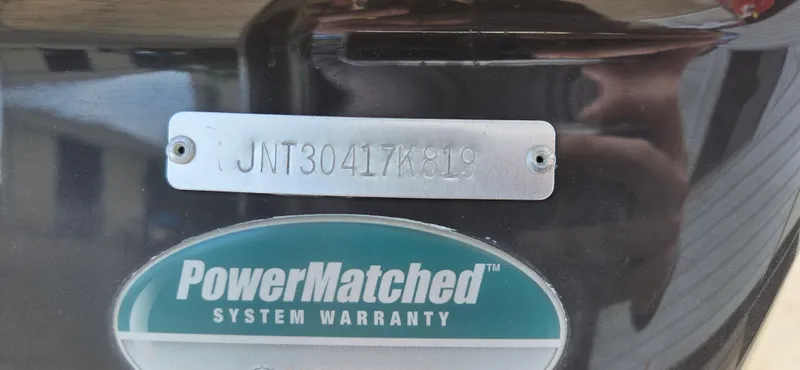 JNT30417K819
PowerMatched™
SYSTEM WARRANTY